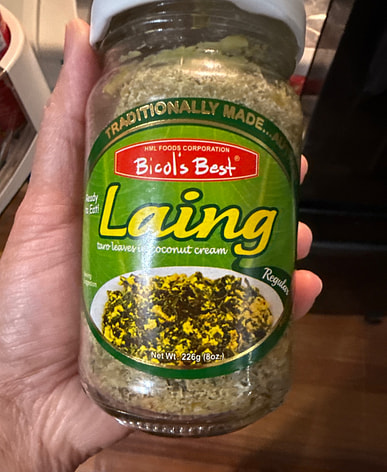 TRADITIONALLY MADE...
HML FOODS CORPORATION
Bicol's Best®
Ready
to Eat!
Laing
taro leaves in coconut cream
Regular
Net Wt. 226g (8oz.)